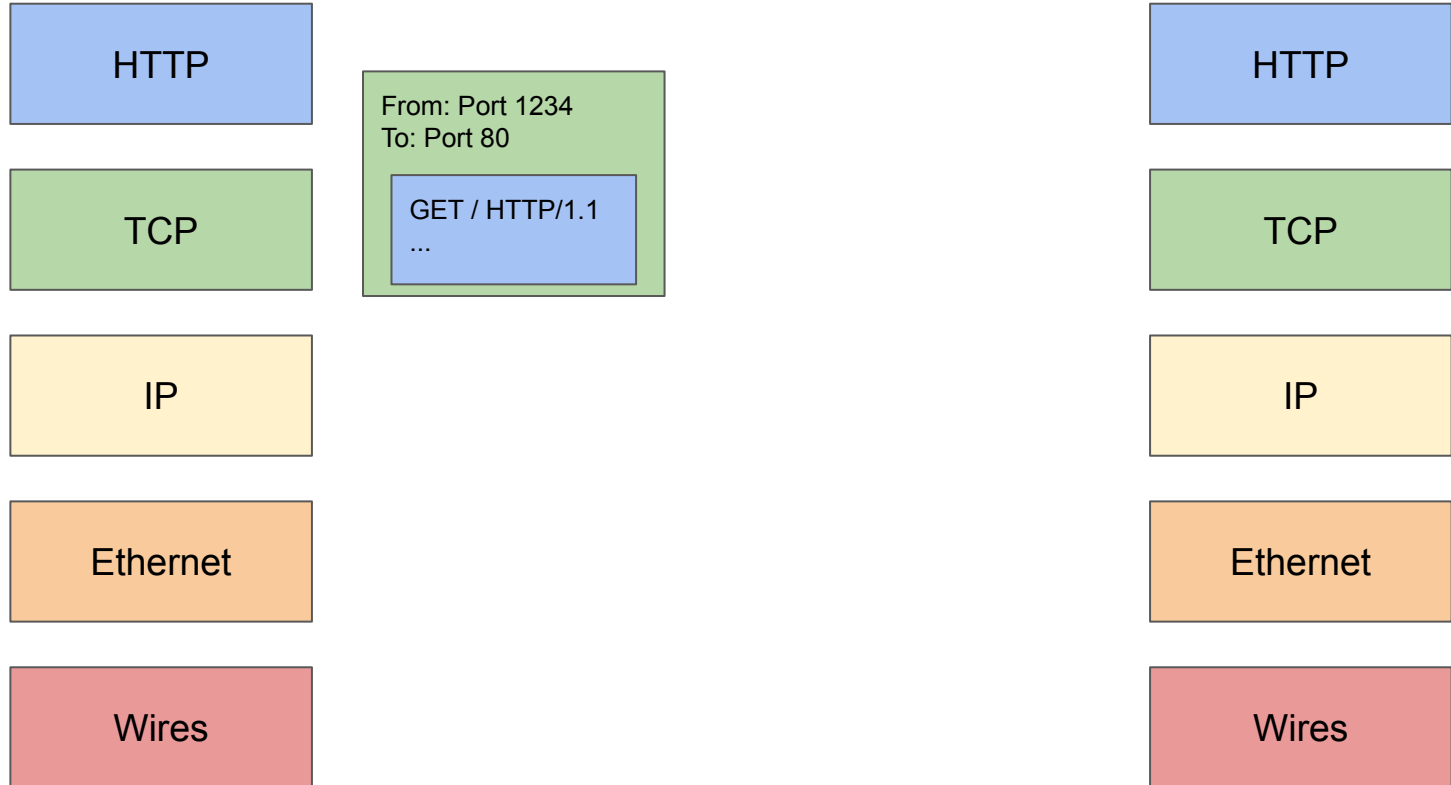 HTTP
From: Port 1234
To: Port 80
GET / HTTP/1.1
...
TCP
IP
Ethernet
Wires
HTTP
TCP
IP
Ethernet
Wires